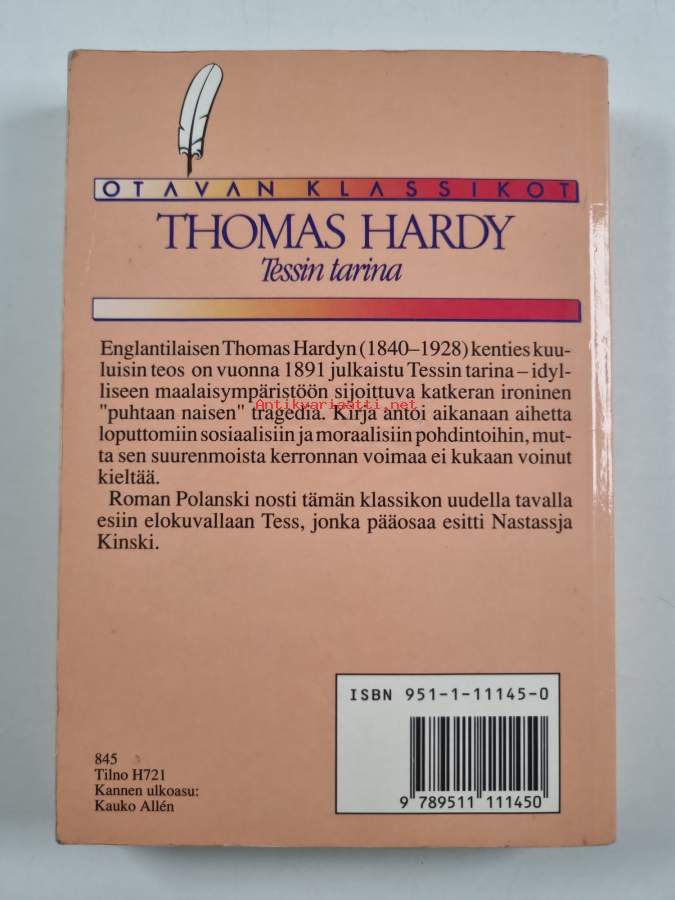 OTAVAN KLASSIKOT
THOMAS HARDY
Tessin tarina
Englantilaisen Thomas Hardyn (1840–1928) kenties kuu-
luisin teos on vuonna 1891 julkaistu Tessin tarina – idyl-
liseen maalaisympäristöön sijoittuva katkeran ironinen
"puhtaan naisen" tragedia. Kirja antoi aikanaan aihetta
Antikvariaatti.net
loputtomiin sosiaalisiin ja moraalisiin pohdintoihin, mut-
ta sen suurenmoista kerronnan voimaa ei kukaan voinut
kieltää.
Roman Polanski nosti tämän klassikon uudella tavalla
esiin elokuvallaan Tess, jonka pääosaa esitti Nastassja
Kinski.
ISBN 951-1-11145-0
9 789511 111450
845
Tilno H721
Kannen ulkoasu:
Kauko Allén